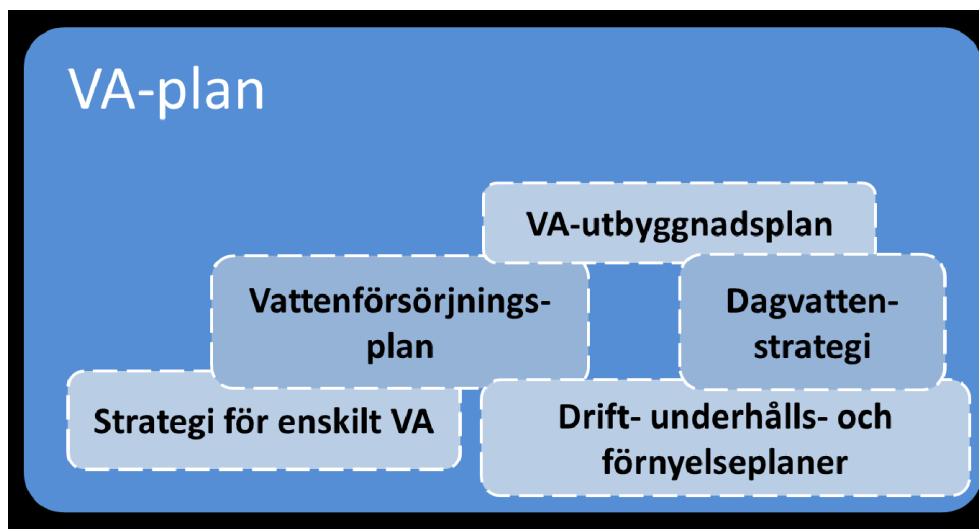 VA-plan
VA-utbyggnadsplan
Vattenförsörjnings-
plan
Dagvatten-
strategi
Strategi för enskilt VA
Drift- underhålls- och
förnyelseplaner